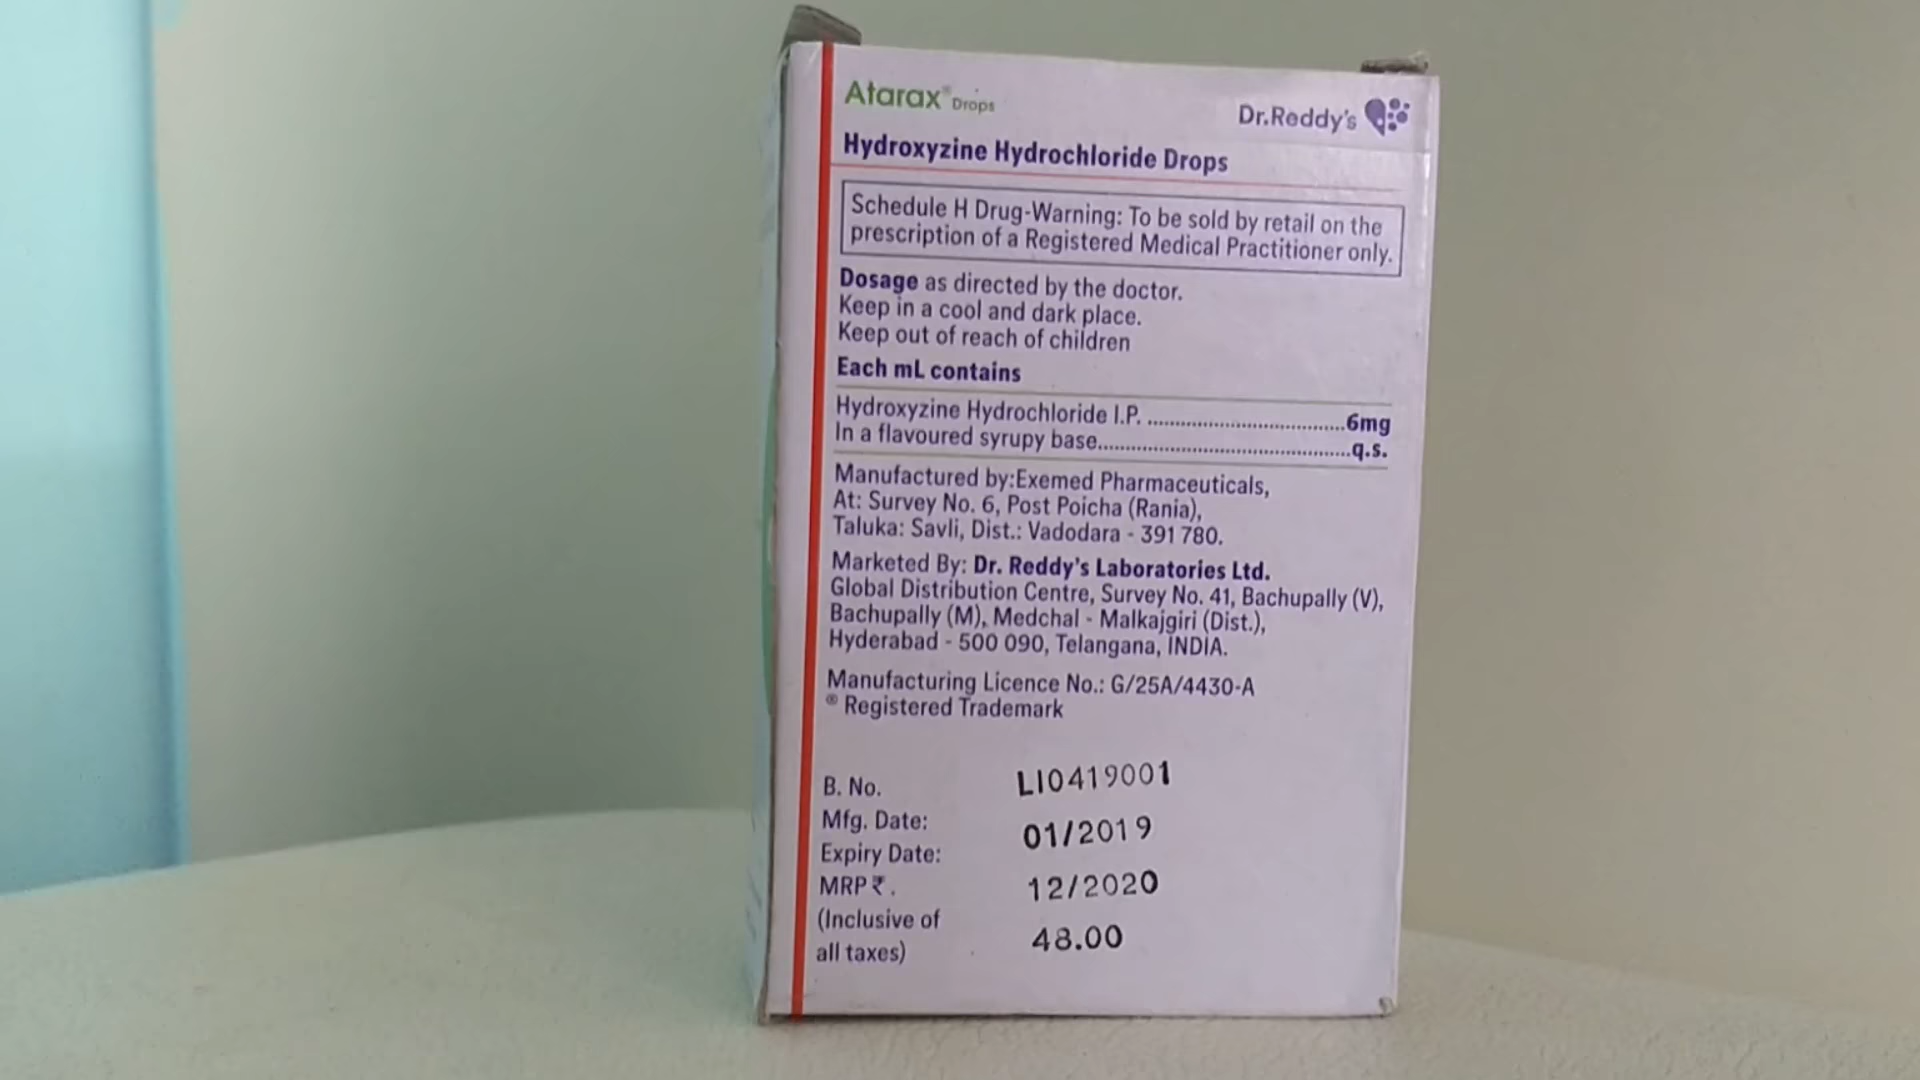 Atarax® Drops
Dr.Reddy's
Hydroxyzine Hydrochloride Drops
Schedule H Drug-Warning: To be sold by retail on the
prescription of a Registered Medical Practitioner only.
Dosage as directed by the doctor.
Keep in a cool and dark place.
Keep out of reach of children
Each mL contains
Hydroxyzine Hydrochloride I.P. ....................................6mg
In a flavoured syrupy base..............................................q.s.
Manufactured by:Exemed Pharmaceuticals,
At: Survey No. 6, Post Poicha (Rania),
Taluka: Savli, Dist.: Vadodara - 391 780.
Marketed By: Dr. Reddy's Laboratories Ltd.
Global Distribution Centre, Survey No. 41, Bachupally (V),
Bachupally (M), Medchal - Malkajgiri (Dist.),
Hyderabad - 500 090, Telangana, INDIA.
Manufacturing Licence No.: G/25A/4430-A
® Registered Trademark
B. No. LI0419001
Mfg. Date: 01/2019
Expiry Date: 12/2020
MRP ₹. 48.00
(Inclusive of
all taxes)